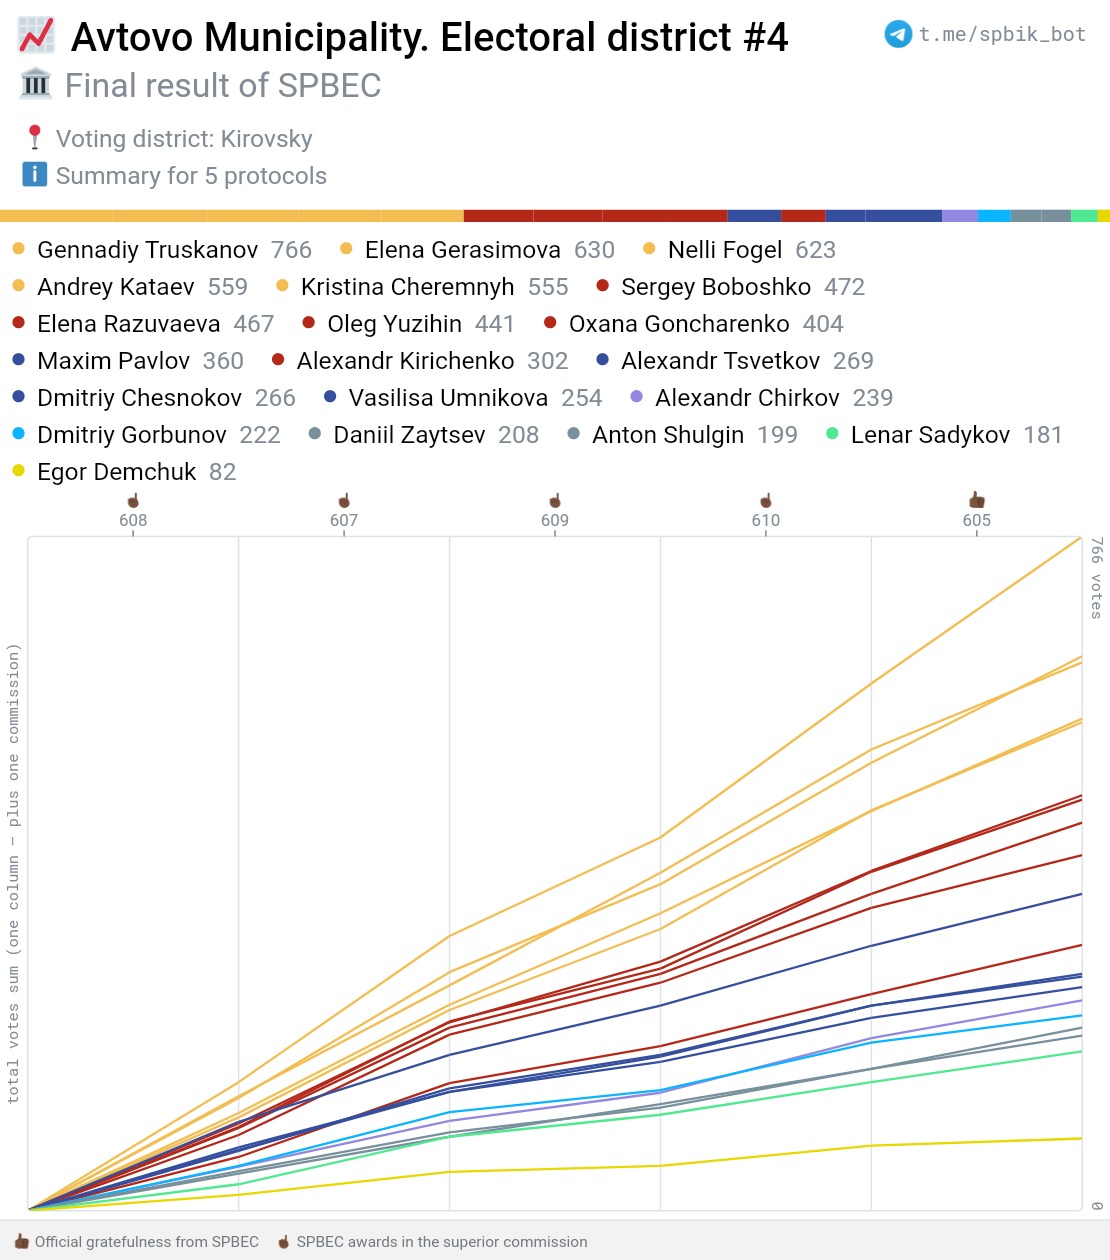 Avtovo Municipality. Electoral district #4
t.me/spbik_bot
Final result of SPBEC
Voting district: Kirovsky
Summary for 5 protocols
Gennadiy Truskanov 766 Elena Gerasimova 630 Nelli Fogel 623
Andrey Kataev 559 Kristina Cheremnyh 555 Sergey Boboshko 472
Elena Razuvaeva 467 Oleg Yuzihin 441 Oxana Goncharenko 404
Maxim Pavlov 360 Alexandr Kirichenko 302 Alexandr Tsvetkov 269
Dmitriy Chesnokov 266 Vasilisa Umnikova 254 Alexandr Chirkov 239
Dmitriy Gorbunov 222 Daniil Zaytsev 208 Anton Shulgin 199 Lenar Sadykov 181
Egor Demchuk 82
608 607 609 610 605
766 votes
total votes sum (one column – plus one commission)
0
Official gratefulness from SPBEC SPBEC awards in the superior commission